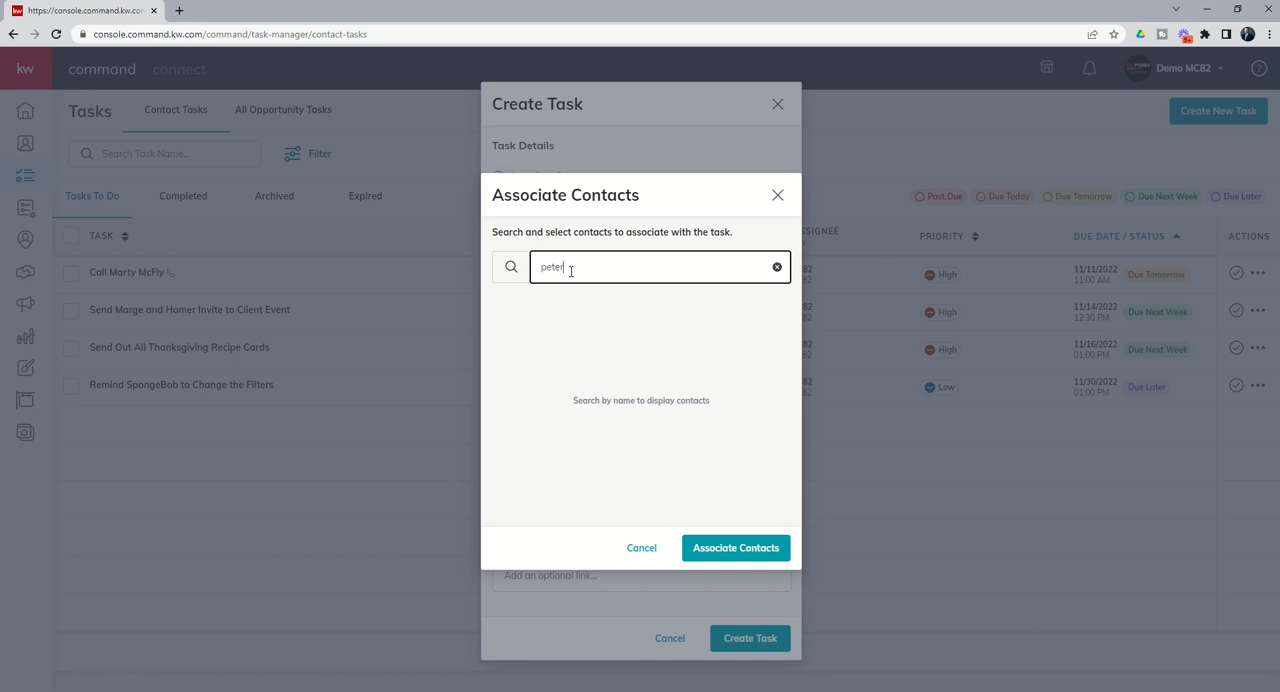 kw https://console.command.kw.co
console.command.kw.com/command/task-manager/contact-tasks
kw command connect Demo MC82
Tasks Contact Tasks All Opportunity Tasks Create New Task
Search Task Name... Filter
Tasks To Do Completed Archived Expired Past Due Due Today Due Tomorrow Due Next Week Due Later
TASK PRIORITY DUE DATE / STATUS ACTIONS
Call Marty McFly High 11/11/2022 11:00 AM Due Tomorrow
Send Marge and Homer Invite to Client Event High 11/14/2022 12:30 PM Due Next Week
Send Out All Thanksgiving Recipe Cards High 11/16/2022 01:00 PM Due Next Week
Remind SpongeBob to Change the Filters Low 11/30/2022 01:00 PM Due Later
Create Task
Task Details
Associate Contacts
Search and select contacts to associate with the task.
peter
Search by name to display contacts
Cancel Associate Contacts
Add an optional link...
Cancel Create Task